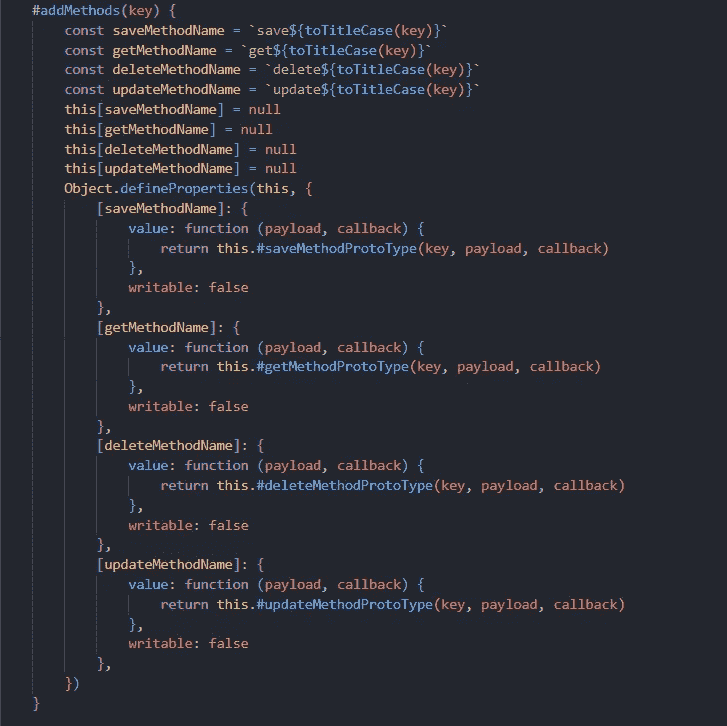 #addMethods(key) {
const saveMethodName = `save${toTitleCase(key)}`
const getMethodName = `get${toTitleCase(key)}`
const deleteMethodName = `delete${toTitleCase(key)}`
const updateMethodName = `update${toTitleCase(key)}`
this[saveMethodName] = null
this[getMethodName] = null
this[deleteMethodName] = null
this[updateMethodName] = null
Object.defineProperties(this, {
[saveMethodName]: {
value: function (payload, callback) {
return this.#saveMethodProtoType(key, payload, callback)
},
writable: false
},
[getMethodName]: {
value: function (payload, callback) {
return this.#getMethodProtoType(key, payload, callback)
},
writable: false
},
[deleteMethodName]: {
value: function (payload, callback) {
return this.#deleteMethodProtoType(key, payload, callback)
},
writable: false
},
[updateMethodName]: {
value: function (payload, callback) {
return this.#updateMethodProtoType(key, payload, callback)
},
writable: false
},
})
}